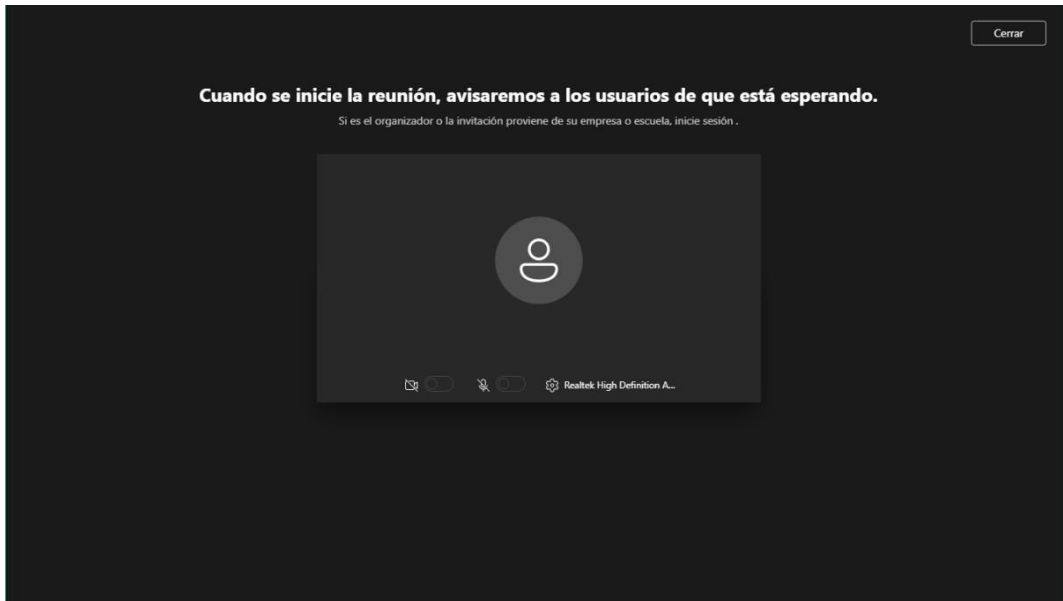 Cerrar
Cuando se inicie la reunión, avisaremos a los usuarios de que está esperando.
Si es el organizador o la invitación proviene de su empresa o escuela, inicie sesión .
Realtek High Definition A...